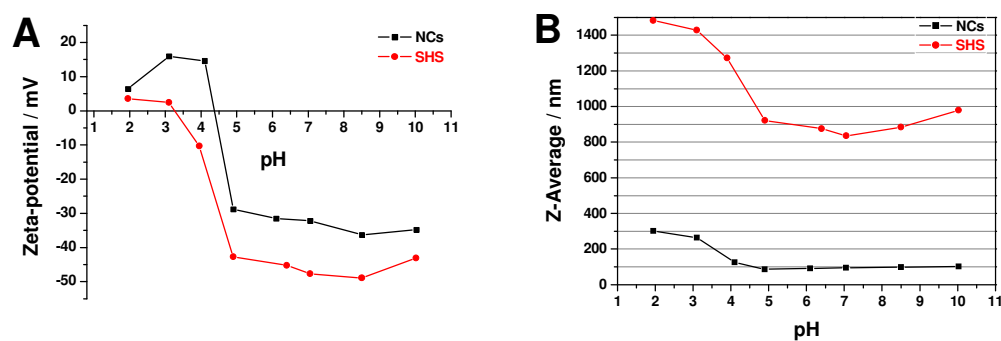 A
NCs
SHS
Zeta-potential / mV
20
10
0
-10
-20
-30
-40
-50
1 2 3 4 5 6 7 8 9 10 11
pH
B
NCs
SHS
Z-Average / nm
1400
1200
1000
800
600
400
300
200
100
0
1 2 3 4 5 6 7 8 9 10 11
pH